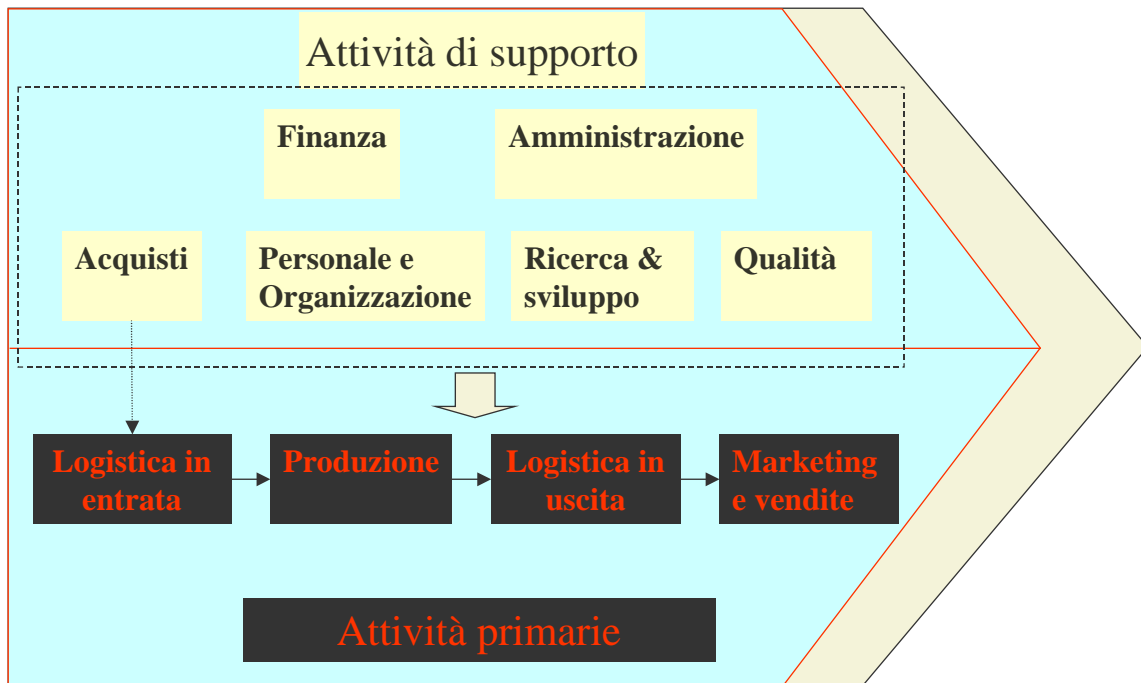 Attività di supporto
Finanza
Amministrazione
Acquisti
Personale e
Organizzazione
Ricerca &
sviluppo
Qualità
Logistica in
entrata
Produzione
Logistica in
uscita
Marketing
e vendite
Attività primarie